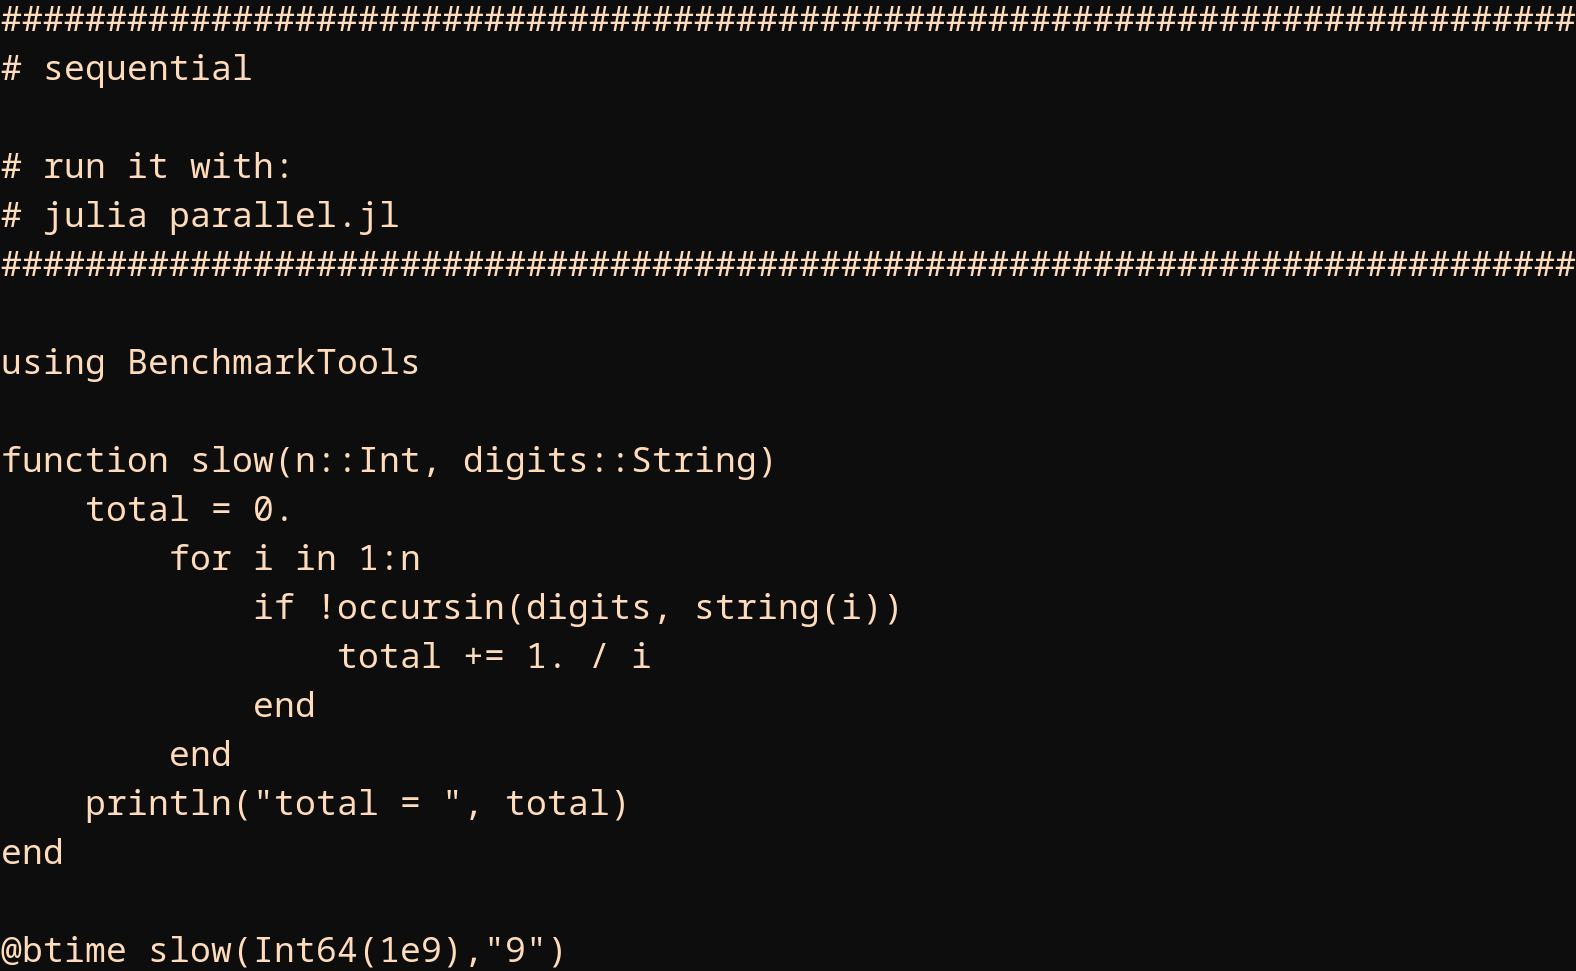 ###########################################################################
# sequential

# run it with:
# julia parallel.jl
###########################################################################

using BenchmarkTools

function slow(n::Int, digits::String)
    total = 0.
        for i in 1:n
            if !occursin(digits, string(i))
                total += 1. / i
            end
        end
    println("total = ", total)
end

@btime slow(Int64(1e9),"9")